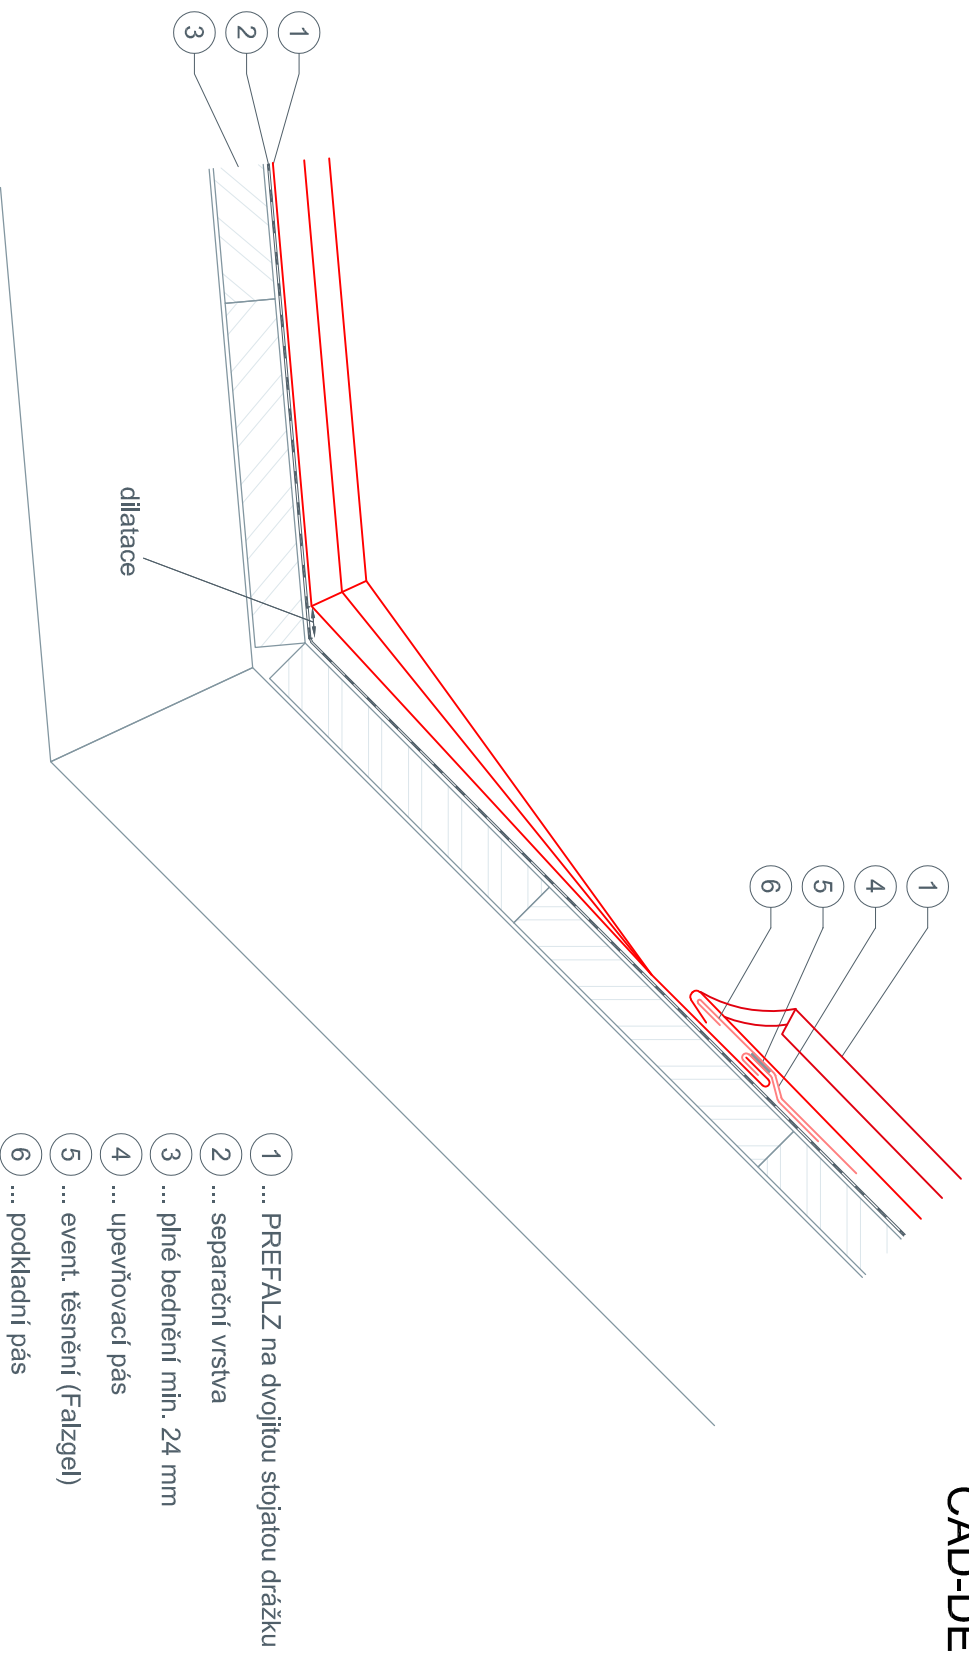 CAD-DE
1
4
5
6
1
2
3
dilatace
1 ... PREFALZ na dvojitou stojatou drážku
2 ... separační vrstva
3 ... plné bednění min. 24 mm
4 ... upevňovací pás
5 ... event. těsnění (Falzgel)
6 ... podkladní pás